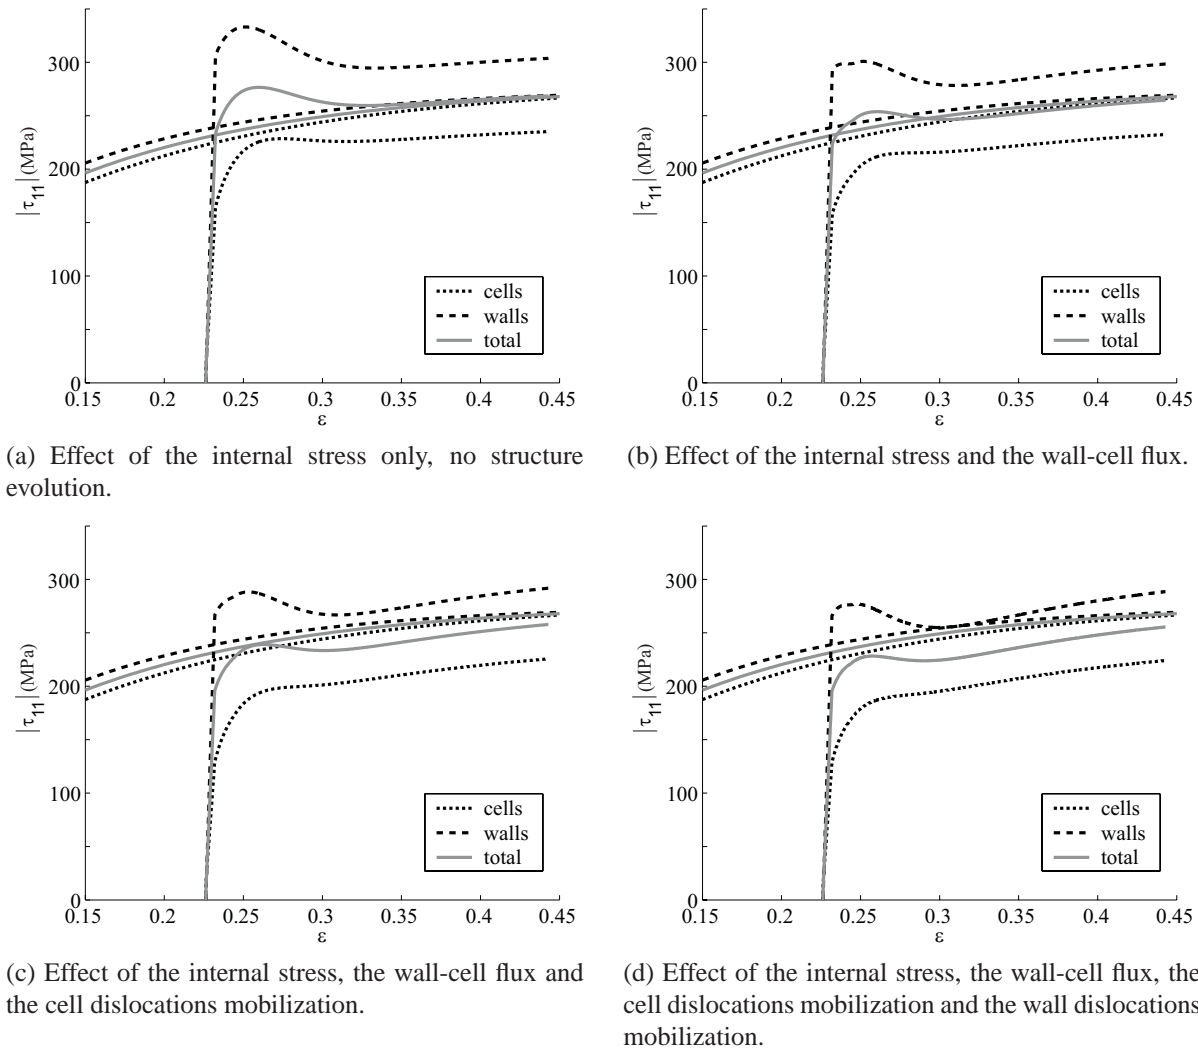 300
200
100
0
|τ11| (MPa)
cells
walls
total
0.15 0.2 0.25 0.3 0.35 0.4 0.45
ε
(a) Effect of the internal stress only, no structure
evolution.
300
200
100
0
|τ11| (MPa)
cells
walls
total
0.15 0.2 0.25 0.3 0.35 0.4 0.45
ε
(b) Effect of the internal stress and the wall-cell flux.
300
200
100
0
|τ11| (MPa)
cells
walls
total
0.15 0.2 0.25 0.3 0.35 0.4 0.45
ε
(c) Effect of the internal stress, the wall-cell flux and
the cell dislocations mobilization.
300
200
100
0
|τ11| (MPa)
cells
walls
total
0.15 0.2 0.25 0.3 0.35 0.4 0.45
ε
(d) Effect of the internal stress, the wall-cell flux, the
cell dislocations mobilization and the wall dislocations
mobilization.